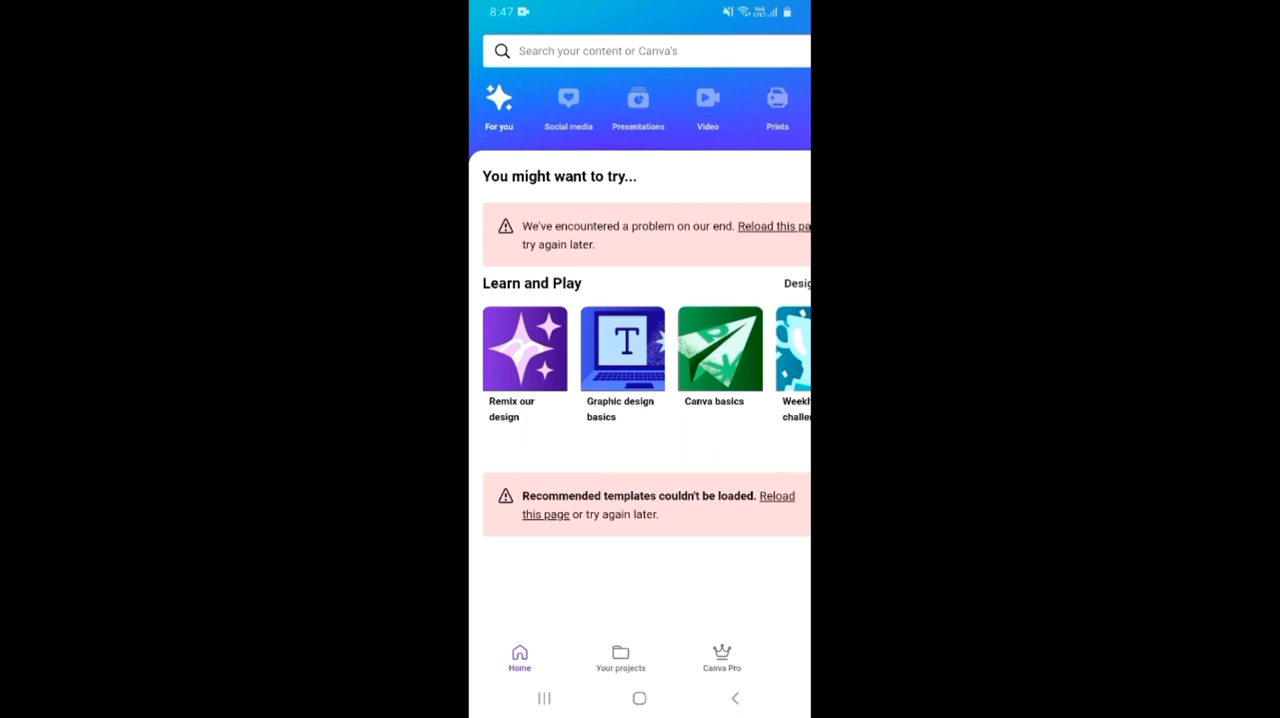 8:47
Search your content or Canva's
For you
Social media
Presentations
Video
Prints
You might want to try...
We've encountered a problem on our end. Reload this pa
try again later.
Learn and Play
Desig
T
Remix our
design
Graphic design
basics
Canva basics
Weekl
challe
Recommended templates couldn't be loaded. Reload
this page or try again later.
Home
Your projects
Canva Pro